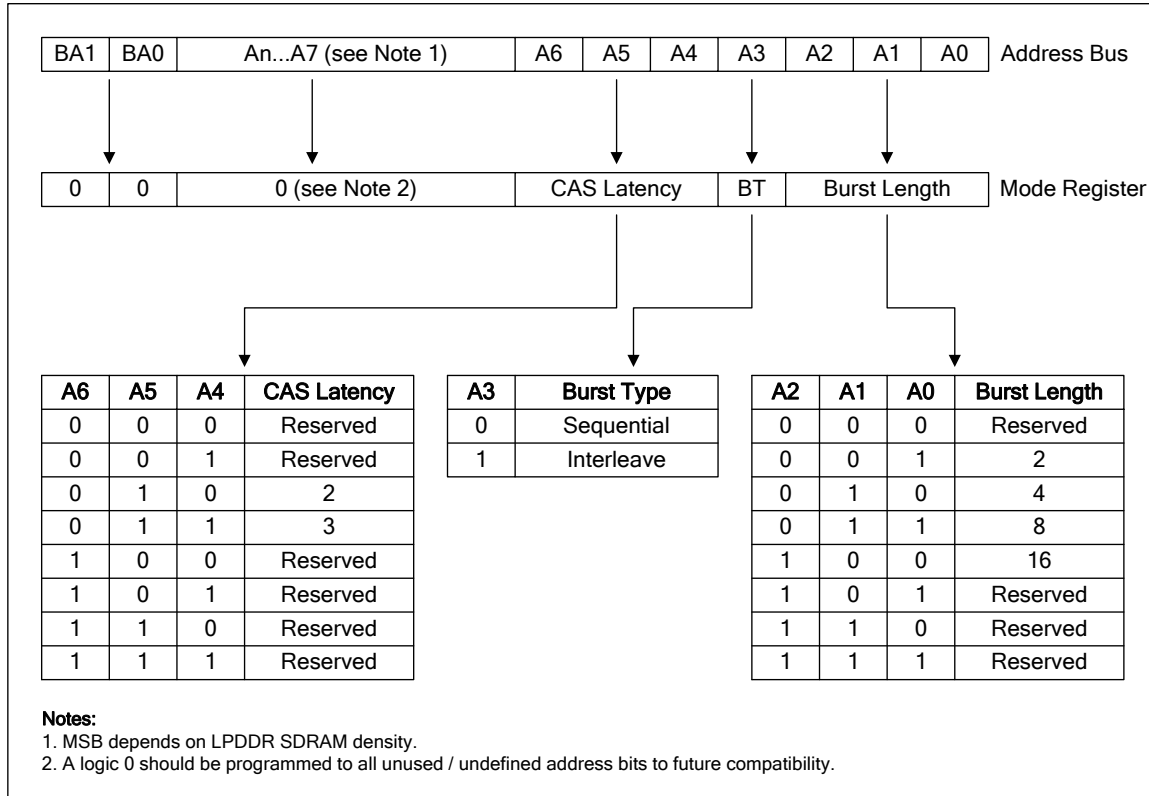 BA1 BA0 An...A7 (see Note 1) A6 A5 A4 A3 A2 A1 A0 Address Bus
0 0 0 (see Note 2) CAS Latency BT Burst Length Mode Register
A6 A5 A4 CAS Latency
0 0 0 Reserved
0 0 1 Reserved
0 1 0 2
0 1 1 3
1 0 0 Reserved
1 0 1 Reserved
1 1 0 Reserved
1 1 1 Reserved
A3 Burst Type
0 Sequential
1 Interleave
A2 A1 A0 Burst Length
0 0 0 Reserved
0 0 1 2
0 1 0 4
0 1 1 8
1 0 0 16
1 0 1 Reserved
1 1 0 Reserved
1 1 1 Reserved
Notes:
1. MSB depends on LPDDR SDRAM density.
2. A logic 0 should be programmed to all unused / undefined address bits to future compatibility.